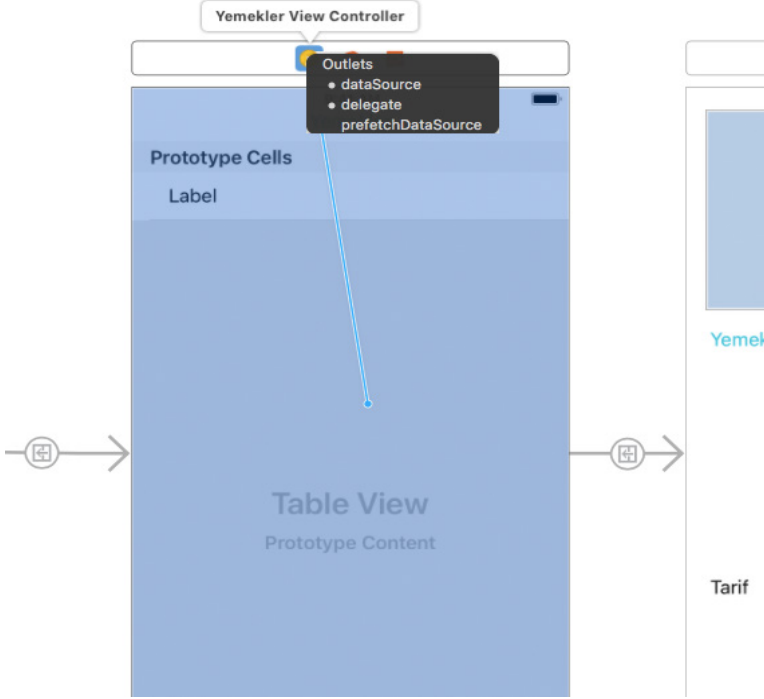 Yemekler View Controller
Outlets
dataSource
delegate
prefetchDataSource
Prototype Cells
Label
Table View
Prototype Content
Tarif